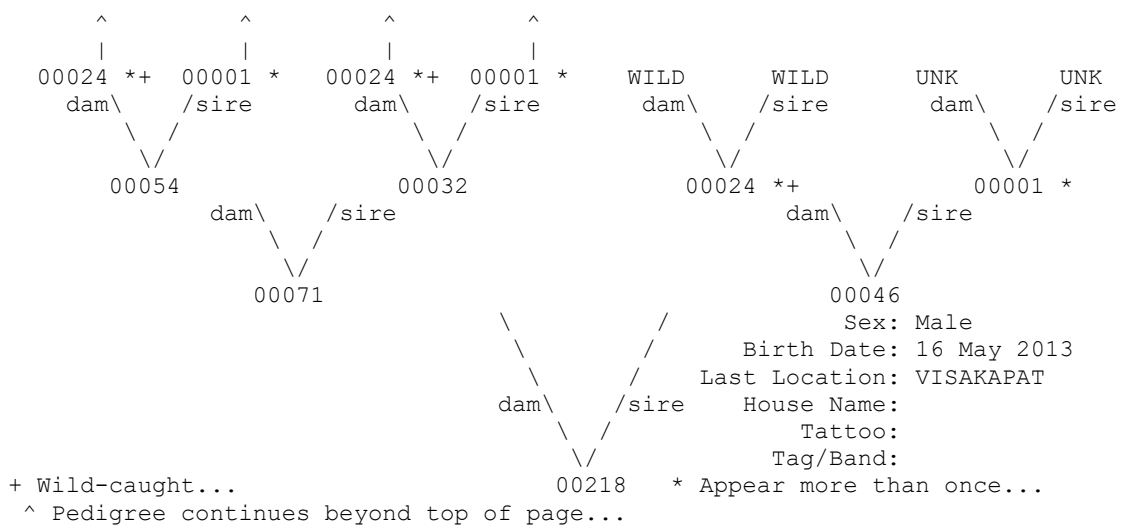 ^ ^ ^ ^
| | | |
00024 *+ 00001 * 00024 *+ 00001 * WILD WILD UNK UNK
dam\ /sire dam\ /sire dam\ /sire dam\ /sire
\ / \ / \ / \ /
\/ \/ \/ \/
00054 00032 00024 *+ 00001 *
dam\ /sire dam\ /sire
\ / \ /
\/ \/
00071 00046
\ / Sex: Male
\ / Birth Date: 16 May 2013
\ / Last Location: VISAKAPAT
dam\ /sire House Name:
\ / Tattoo:
\/ Tag/Band:
+ Wild-caught... 00218 * Appear more than once...
^ Pedigree continues beyond top of page...